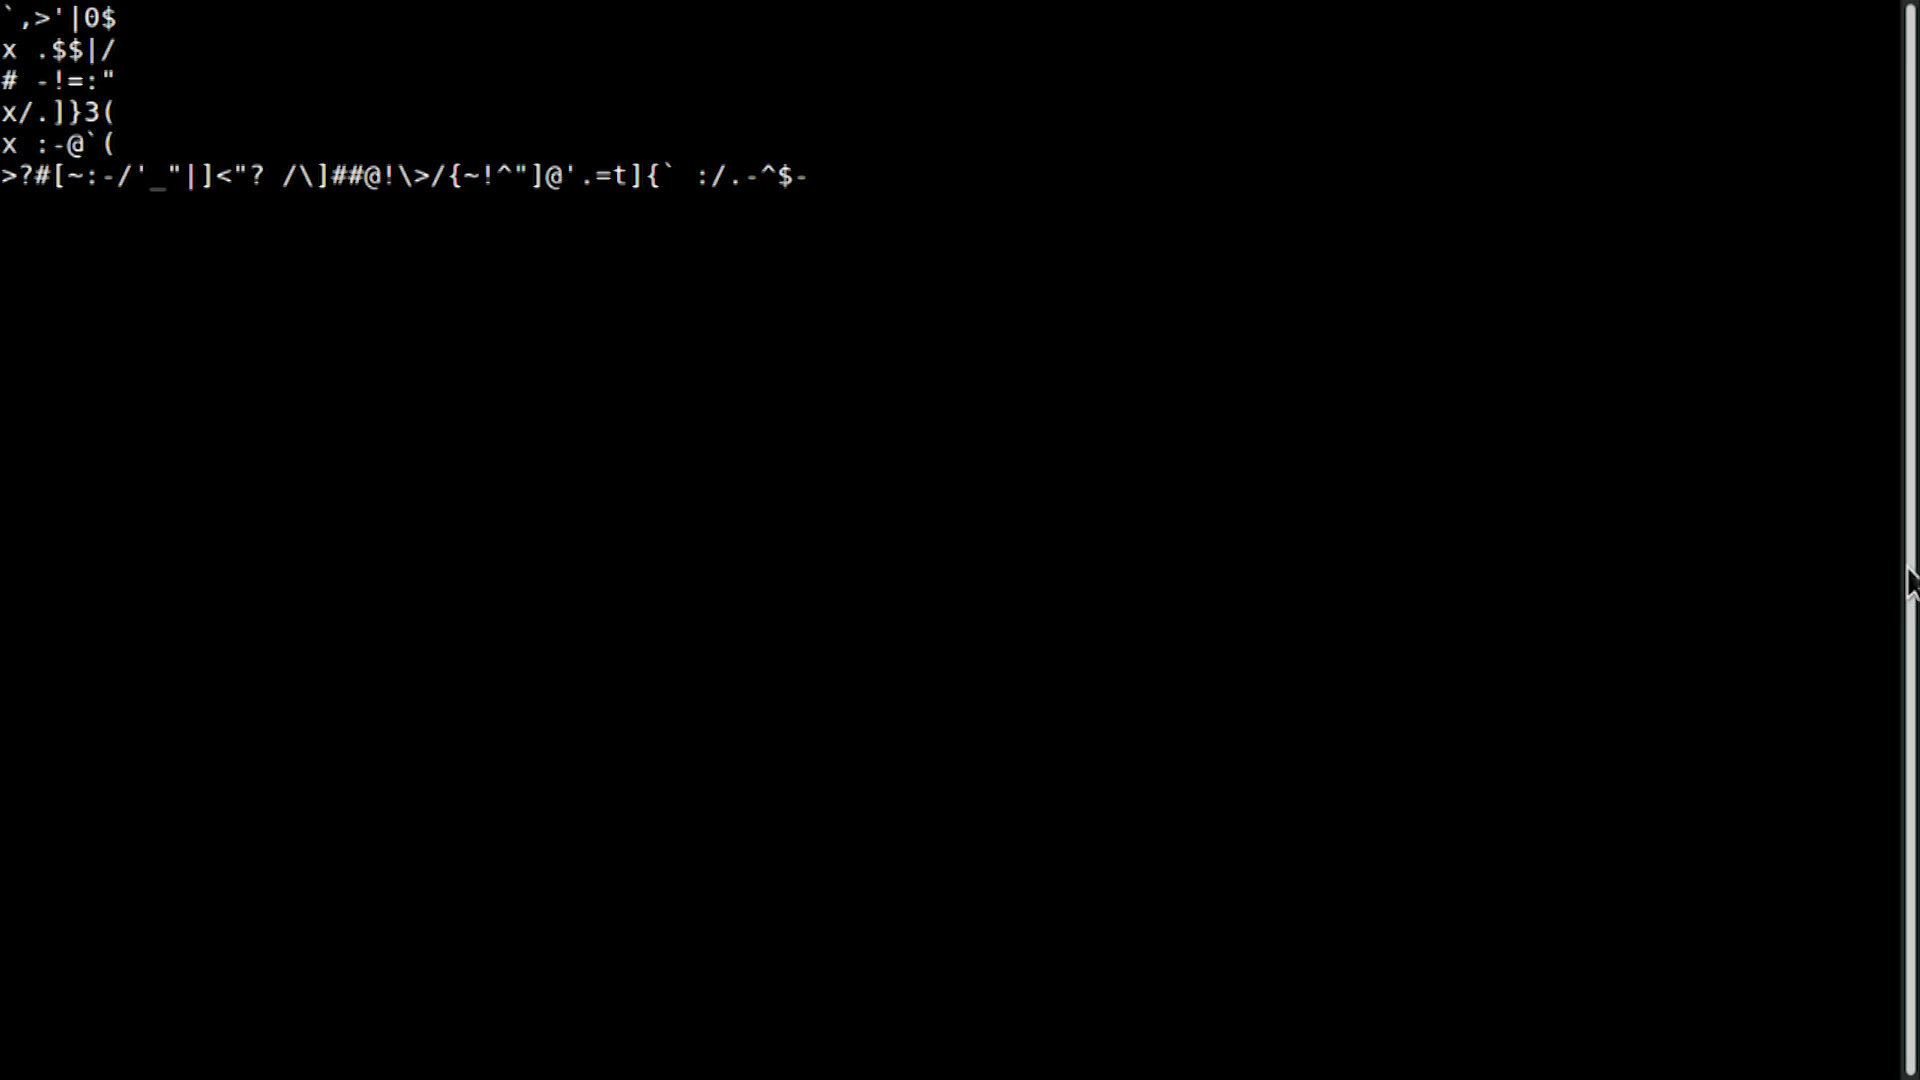 `,>'|0$
x .$$|/
# -!=:"
x/.]}3(
x :-@`(
>?#[~:-/'_"|]<"? /\]##@!\>/{~!^"]@'.=t]{` :/.-^$-